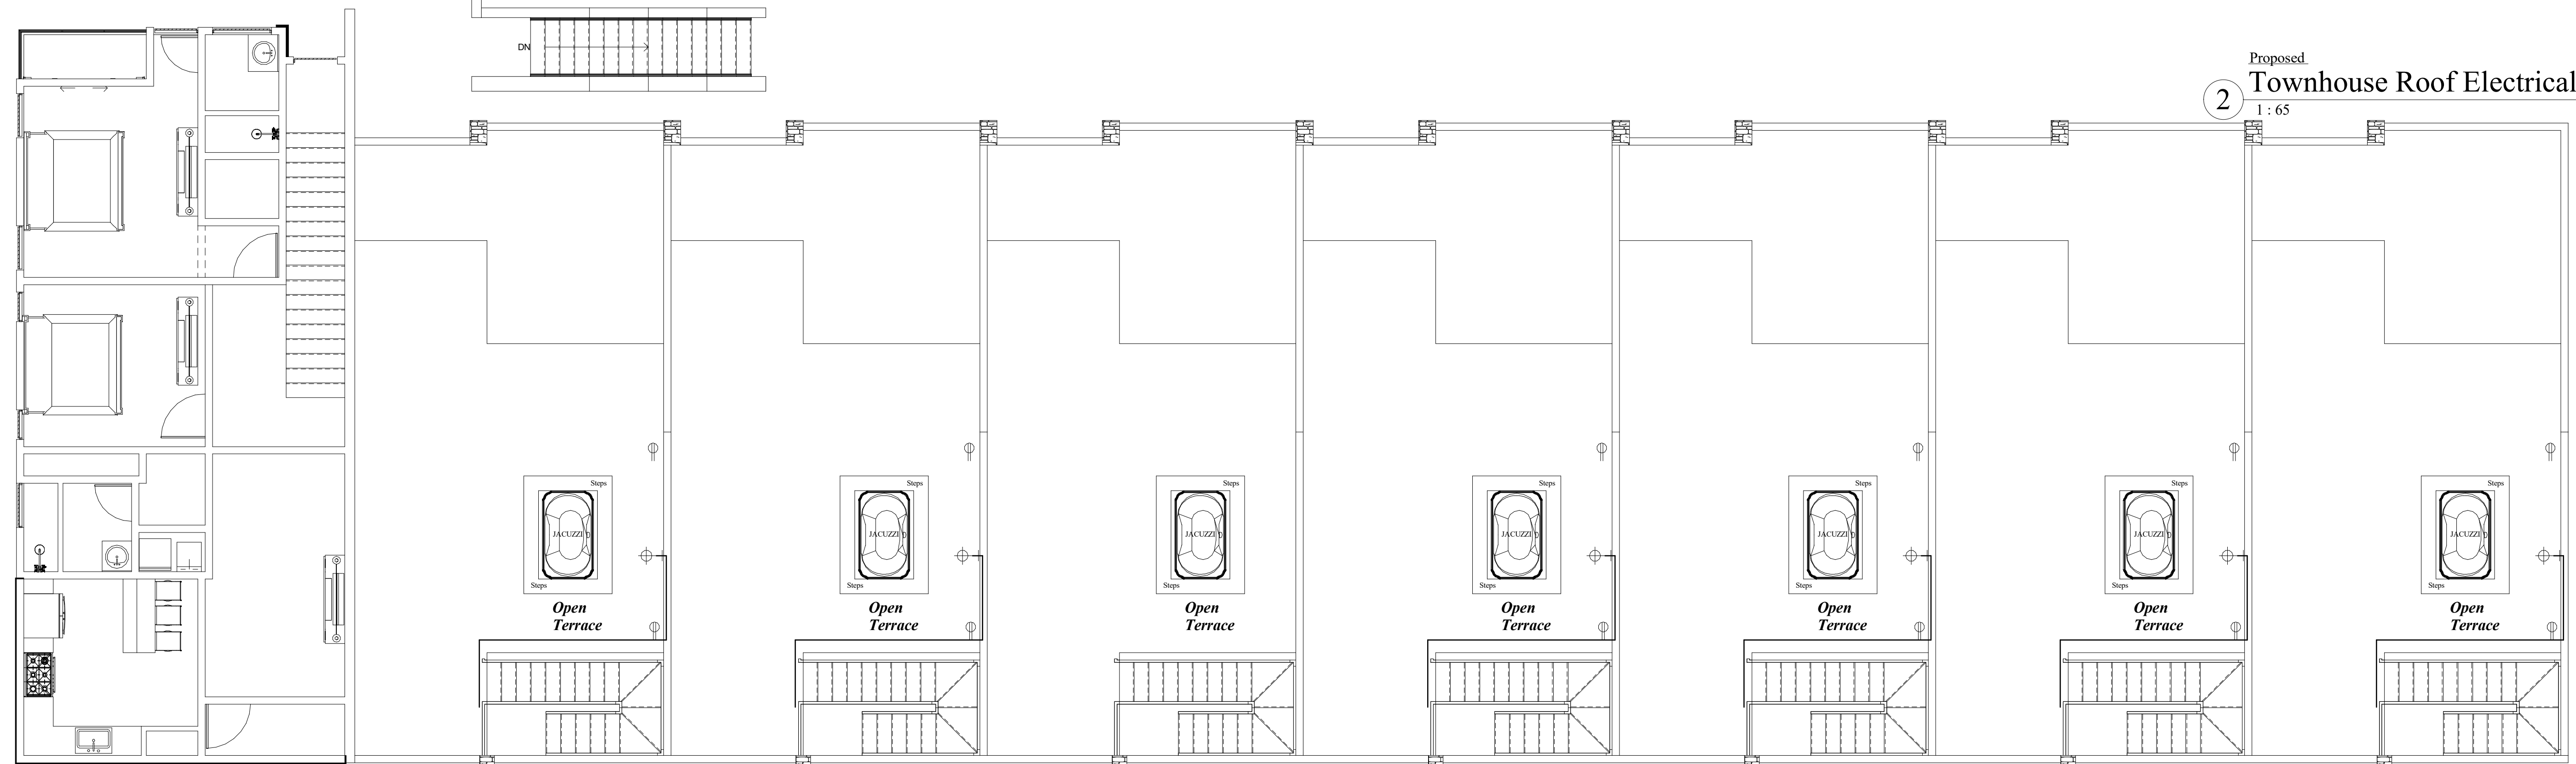 DN
Proposed
Townhouse Roof Electrical
2
1 : 65
Steps
Steps
Steps
Steps
Steps
Steps
Steps
JACUZZI
JACUZZI
JACUZZI
JACUZZI
JACUZZI
JACUZZI
JACUZZI
Steps
Steps
Steps
Steps
Steps
Steps
Steps
Open
Terrace
Open
Terrace
Open
Terrace
Open
Terrace
Open
Terrace
Open
Terrace
Open
Terrace